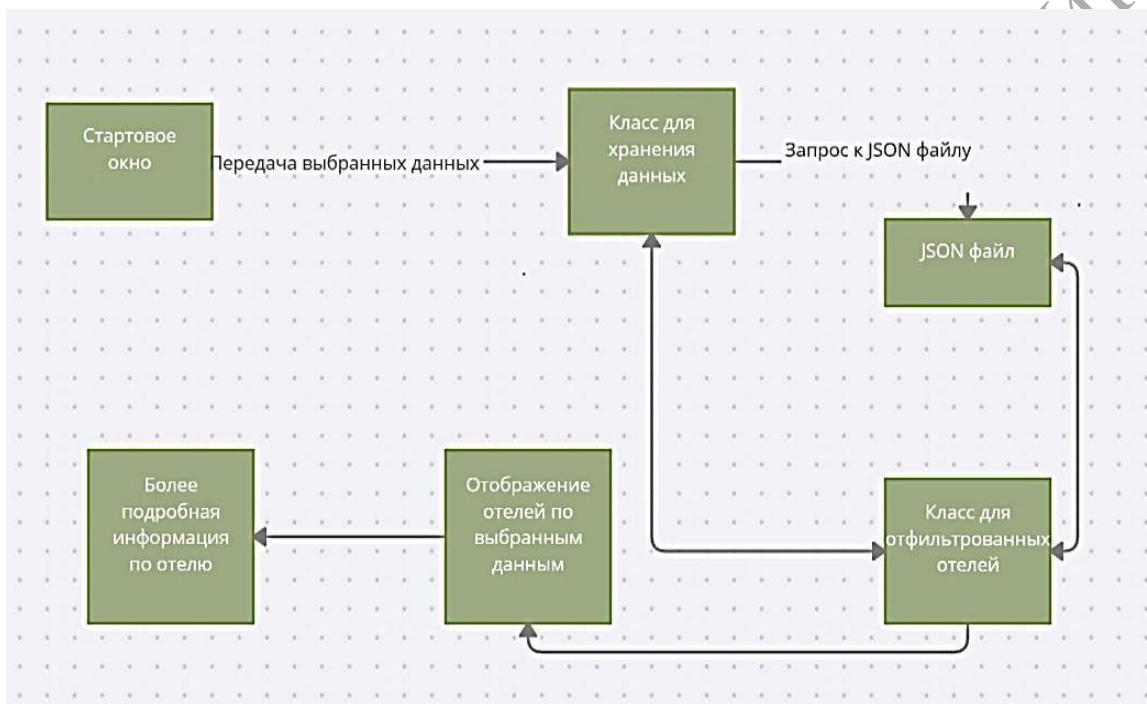 Стартовое
окно
Передача выбранных данных
Класс для
хранения
данных
Запрос к JSON файлу
JSON файл
Более
подробная
информация
по отелю
Отображение
отелей по
выбранным
данным
Класс для
отфильтрованных
отелей